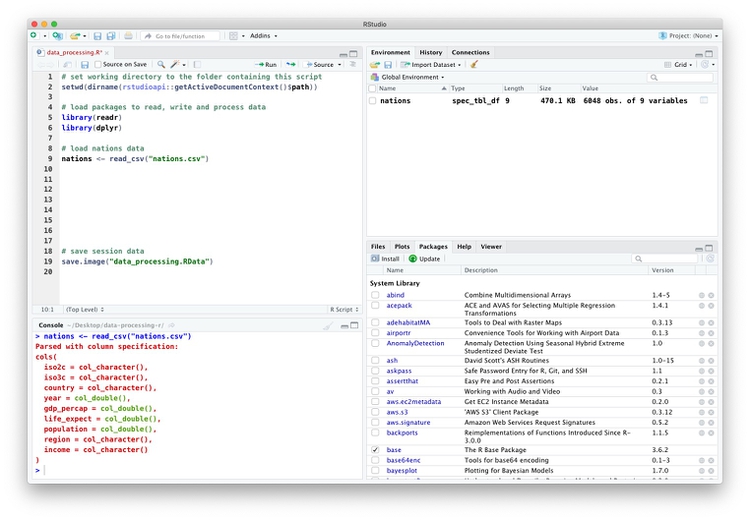 RStudio
Go to file/function
Addins
Project: (None)
data_processing.R*
Source on Save
Run
Source
1 # set working directory to the folder containing this script
2 setwd(dirname(rstudioapi::getActiveDocumentContext()$path))
3
4 # load packages to read, write and process data
5 library(readr)
6 library(dplyr)
7
8 # load nations data
9 nations <- read_csv("nations.csv")
10
11
12
13
14
15
16
17
18 # save session data
19 save.image("data_processing.RData")
20
10:1 (Top Level) R Script
Console ~/Desktop/data-processing-r/
> nations <- read_csv("nations.csv")
Parsed with column specification:
cols(
iso2c = col_character(),
iso3c = col_character(),
country = col_character(),
year = col_double(),
gdp_percap = col_double(),
life_expect = col_double(),
population = col_double(),
region = col_character(),
income = col_character()
)
>
Environment History Connections
Import Dataset Grid
Global Environment
Name Type Length Size Value
nations spec_tbl_df 9 470.1 KB 6048 obs. of 9 variables
Files Plots Packages Help Viewer
Install Update
Name Description Version
System Library
abind Combine Multidimensional Arrays 1.4-5
acepack ACE and AVAS for Selecting Multiple Regression Transformations 1.4.1
adehabitatMA Tools to Deal with Raster Maps 0.3.13
airportr Convenience Tools for Working with Airport Data 0.1.3
AnomalyDetection Anomaly Detection Using Seasonal Hybrid Extreme Studentized Deviate Test 1.0
ash David Scott's ASH Routines 1.0-15
askpass Safe Password Entry for R, Git, and SSH 1.1
assertthat Easy Pre and Post Assertions 0.2.1
av Working with Audio and Video 0.3
aws.ec2metadata Get EC2 Instance Metadata 0.2.0
aws.s3 'AWS S3' Client Package 0.3.12
aws.signature Amazon Web Services Request Signatures 0.5.2
backports Reimplementations of Functions Introduced Since R-3.0.0 1.1.5
base The R Base Package 3.6.2
base64enc Tools for base64 encoding 0.1-3
bayesplot Plotting for Bayesian Models 1.7.0